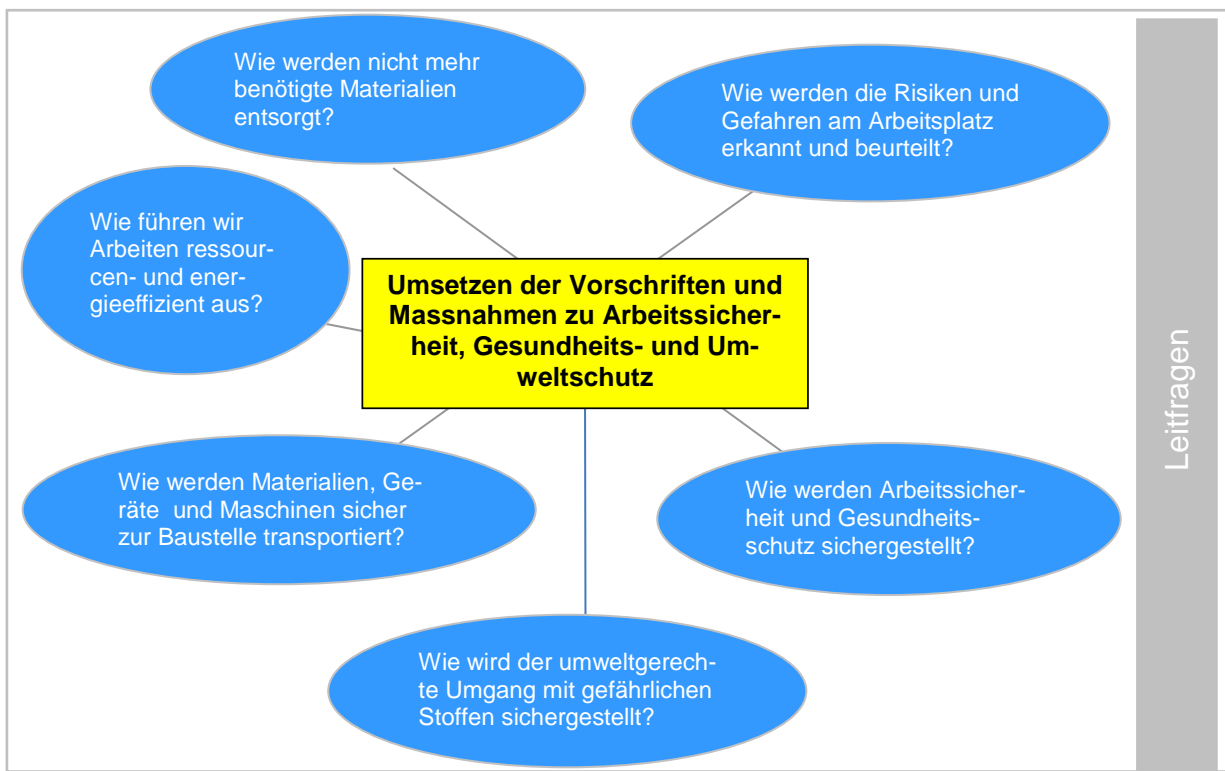 Wie werden nicht mehr
benötigte Materialien
entsorgt?
Wie werden die Risiken und
Gefahren am Arbeitsplatz
erkannt und beurteilt?
Wie führen wir
Arbeiten ressour-
cen- und ener-
gieeffizient aus?
Umsetzen der Vorschriften und
Massnahmen zu Arbeitssicher-
heit, Gesundheits- und Um-
weltschutz
Wie werden Materialien, Ge-
räte und Maschinen sicher
zur Baustelle transportiert?
Wie werden Arbeitssicher-
heit und Gesundheits-
schutz sichergestellt?
Wie wird der umweltgerech-
te Umgang mit gefährlichen
Stoffen sichergestellt?
Leitfragen